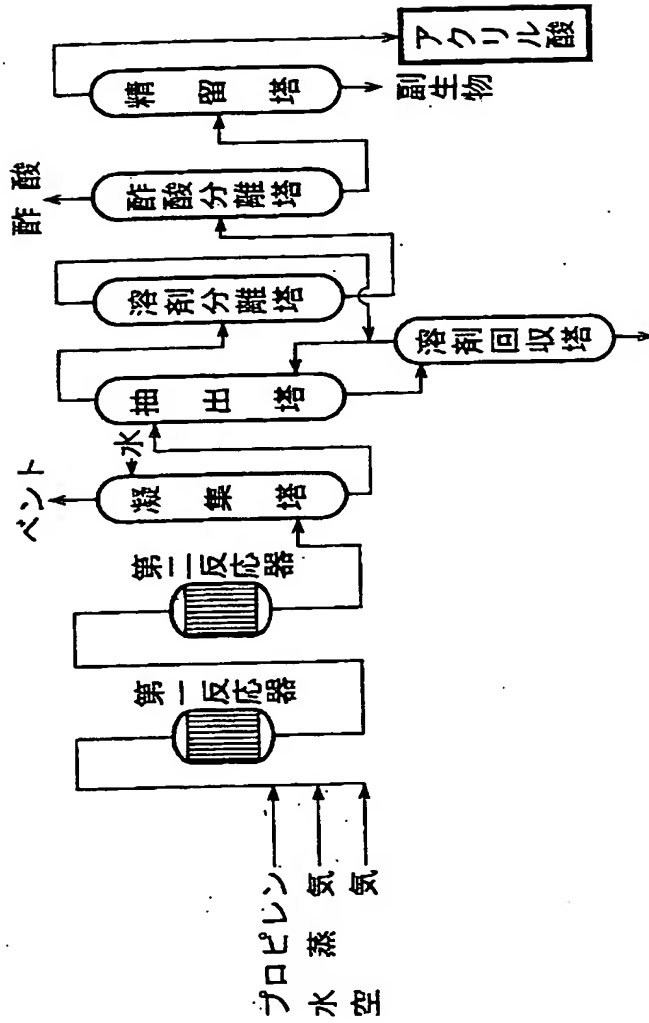 プロピレン
水蒸気
空気
第一反応器
第二反応器
ベント
水
凝集塔
抽出塔
溶剤分離塔
溶剤回収塔
酢酸
酢酸分離塔
精留塔
副生物
アクリル酸